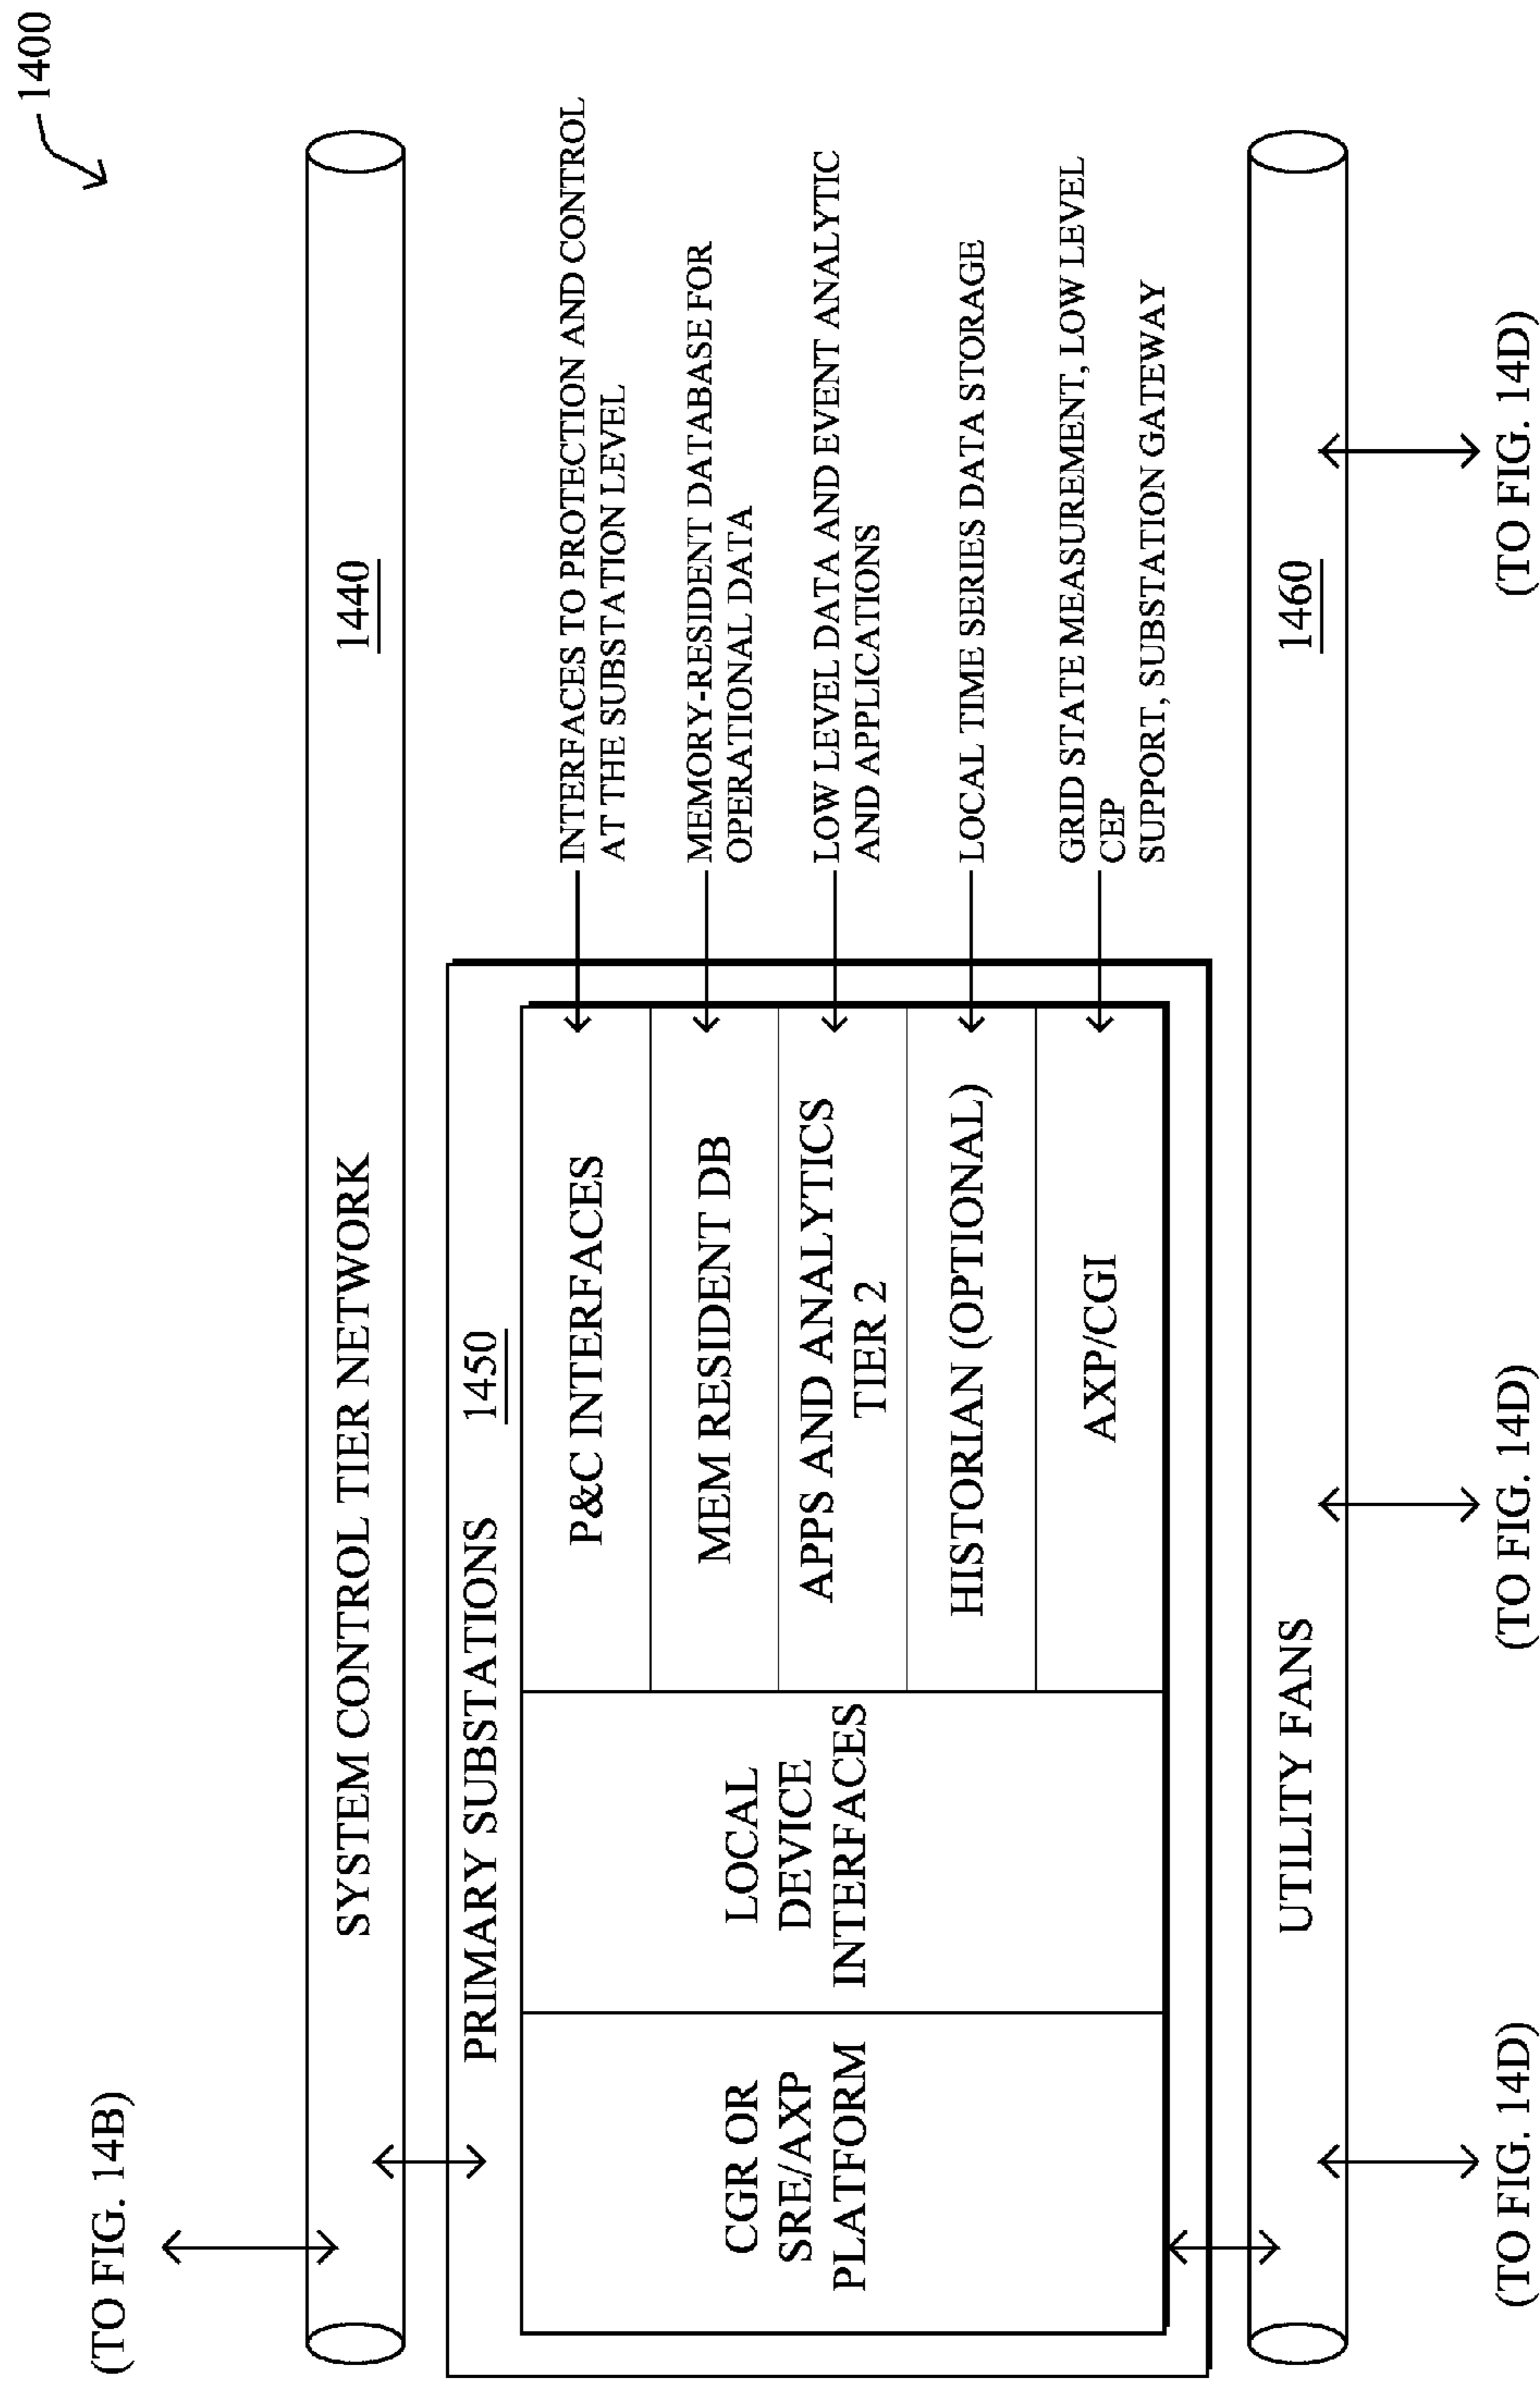 1400
(TO FIG. 14B)
SYSTEM CONTROL TIER NETWORK
1440
PRIMARY SUBSTATIONS
1450
CGR OR
SRE/AXP
PLATFORM
LOCAL
DEVICE
INTERFACES
P&C INTERFACES
MEM RESIDENT DB
APPS AND ANALYTICS
TIER 2
HISTORIAN (OPTIONAL)
AXP/CGI
INTERFACES TO PROTECTION AND CONTROL
AT THE SUBSTATION LEVEL
MEMORY-RESIDENT DATABASE FOR
OPERATIONAL DATA
LOW LEVEL DATA AND EVENT ANALYTIC
AND APPLICATIONS
LOCAL TIME SERIES DATA STORAGE
GRID STATE MEASUREMENT, LOW LEVEL
CEP
SUPPORT, SUBSTATION GATEWAY
UTILITY FANS
1460
(TO FIG. 14D)
(TO FIG. 14D)
(TO FIG. 14D)